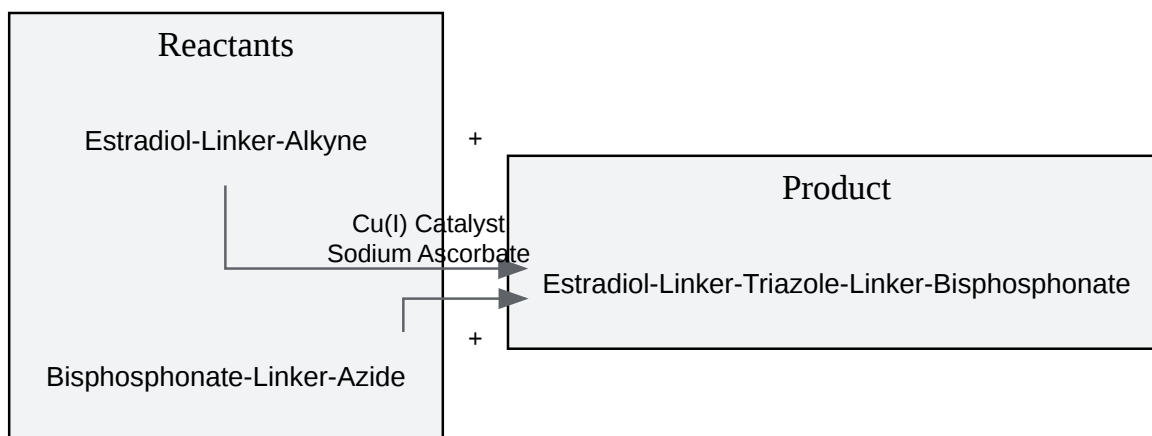 Reactants
Estradiol-Linker-Alkyne
+
Product
Cu(I) Catalyst
Sodium Ascorbate
Estradiol-Linker-Triazole-Linker-Bisphosphonate
+
Bisphosphonate-Linker-Azide